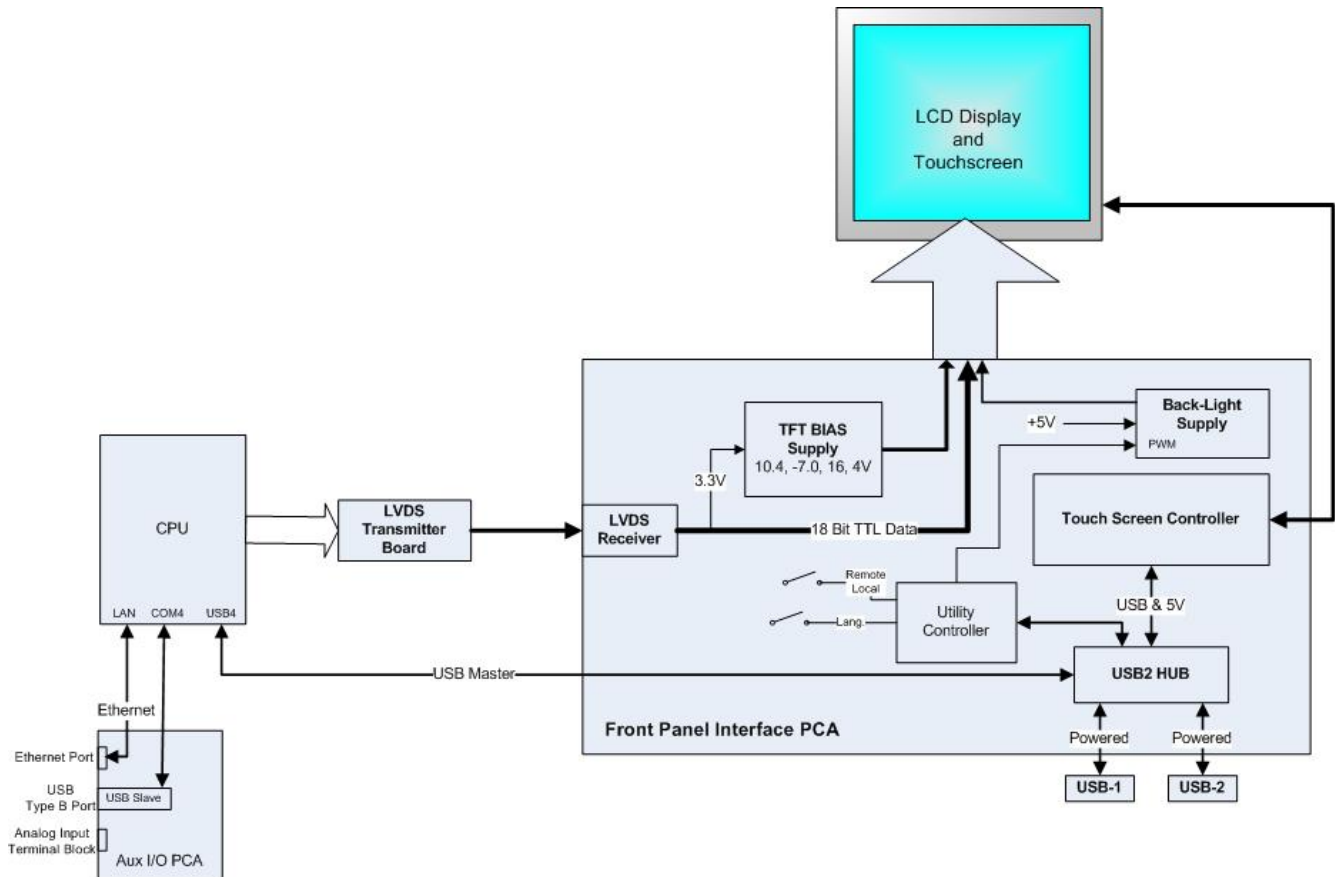 LCD Display
and
Touchscreen
Back-Light
Supply
+5V
PWM
TFT BIAS
Supply
10.4, -7.0, 16, 4V
3.3V
CPU
LVDS
Transmitter
Board
LVDS
Receiver
18 Bit TTL Data
Touch Screen Controller
Remote
Local
Lang.
Utility
Controller
USB & 5V
LAN COM4 USB4
USB Master
USB2 HUB
Ethernet
Front Panel Interface PCA
Powered
Powered
Ethernet Port
USB
Type B Port
USB Slave
USB-1
USB-2
Analog Input
Terminal Block
Aux I/O PCA